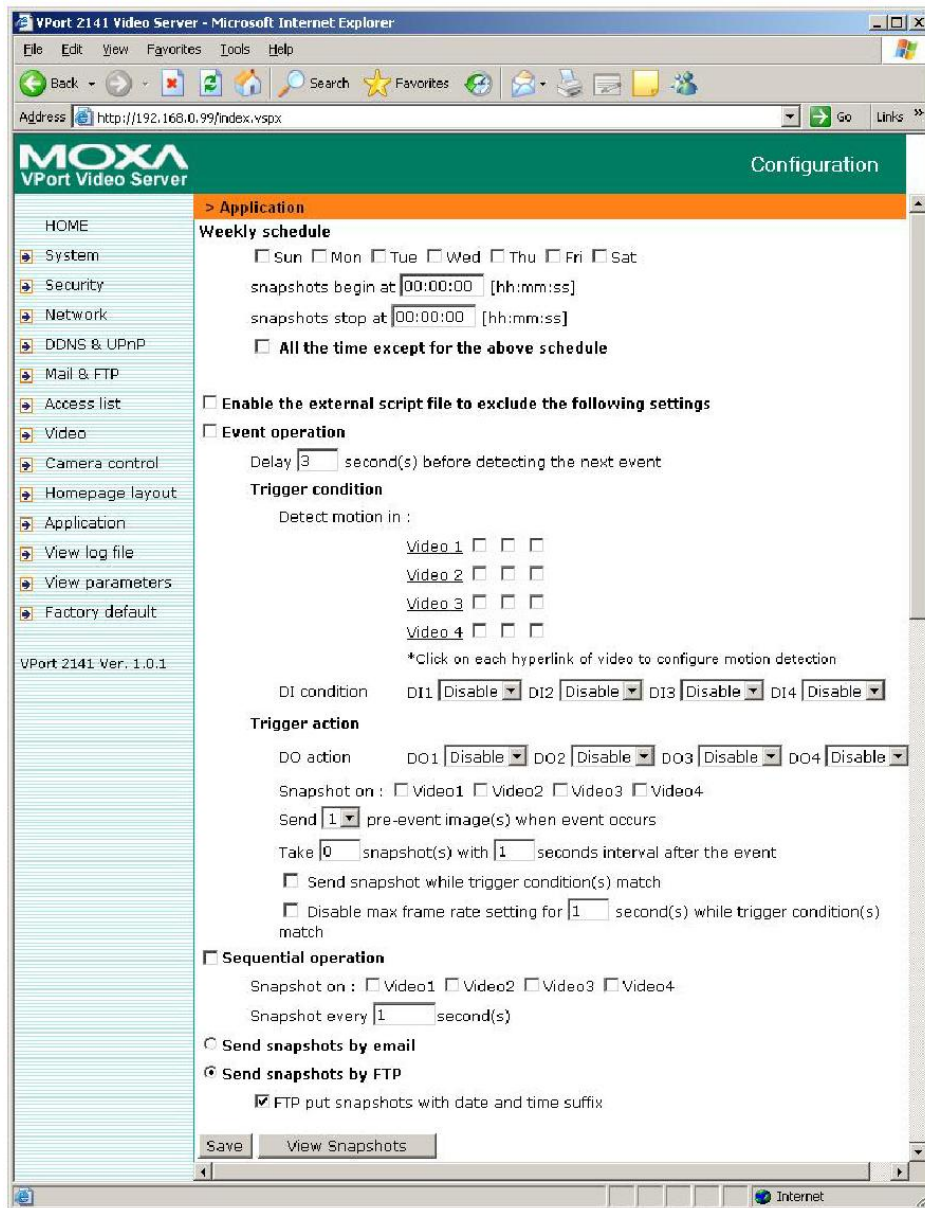 VPort 2141 Video Server - Microsoft Internet Explorer
File Edit View Favorites Tools Help
Back Search Favorites
Address http://192.168.0.99/index.vspx Go Links »
MOXA
VPort Video Server
Configuration
HOME
System
Security
Network
DDNS & UPnP
Mail & FTP
Access list
Video
Camera control
Homepage layout
Application
View log file
View parameters
Factory default
VPort 2141 Ver. 1.0.1
> Application
Weekly schedule
Sun Mon Tue Wed Thu Fri Sat
snapshots begin at 00:00:00 [hh:mm:ss]
snapshots stop at 00:00:00 [hh:mm:ss]
All the time except for the above schedule
Enable the external script file to exclude the following settings
Event operation
Delay 3 second(s) before detecting the next event
Trigger condition
Detect motion in :
Video 1
Video 2
Video 3
Video 4
*Click on each hyperlink of video to configure motion detection
DI condition DI1 Disable DI2 Disable DI3 Disable DI4 Disable
Trigger action
DO action DO1 Disable DO2 Disable DO3 Disable DO4 Disable
Snapshot on : Video1 Video2 Video3 Video4
Send 1 pre-event image(s) when event occurs
Take 0 snapshot(s) with 1 seconds interval after the event
Send snapshot while trigger condition(s) match
Disable max frame rate setting for 1 second(s) while trigger condition(s)
match
Sequential operation
Snapshot on : Video1 Video2 Video3 Video4
Snapshot every 1 second(s)
Send snapshots by email
Send snapshots by FTP
FTP put snapshots with date and time suffix
Save View Snapshots
Internet